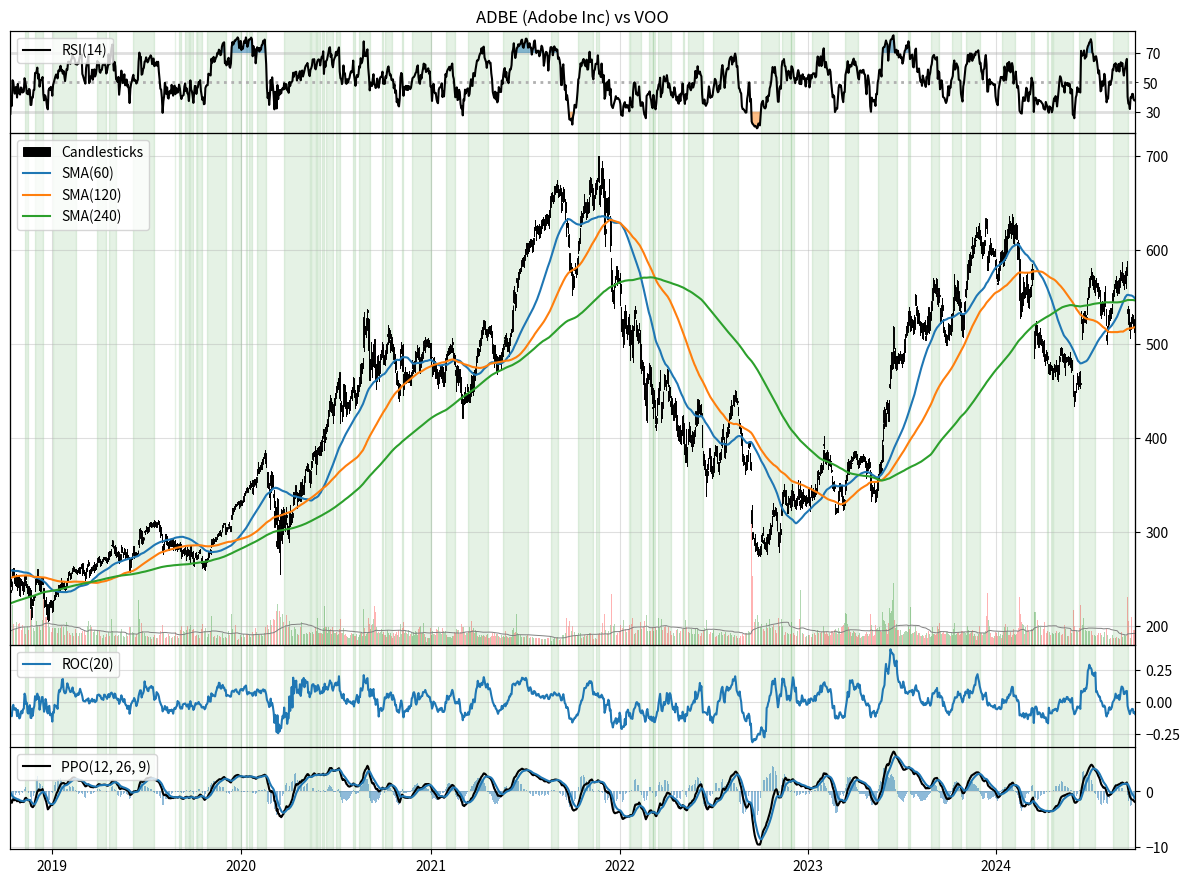 ADBE (Adobe Inc) vs VOO
RSI(14)
70
50
30
Candlesticks
SMA(60)
SMA(120)
SMA(240)
700
600
500
400
300
200
ROC(20)
0.25
0.00
−0.25
PPO(12, 26, 9)
0
−10
2019 2020 2021 2022 2023 2024